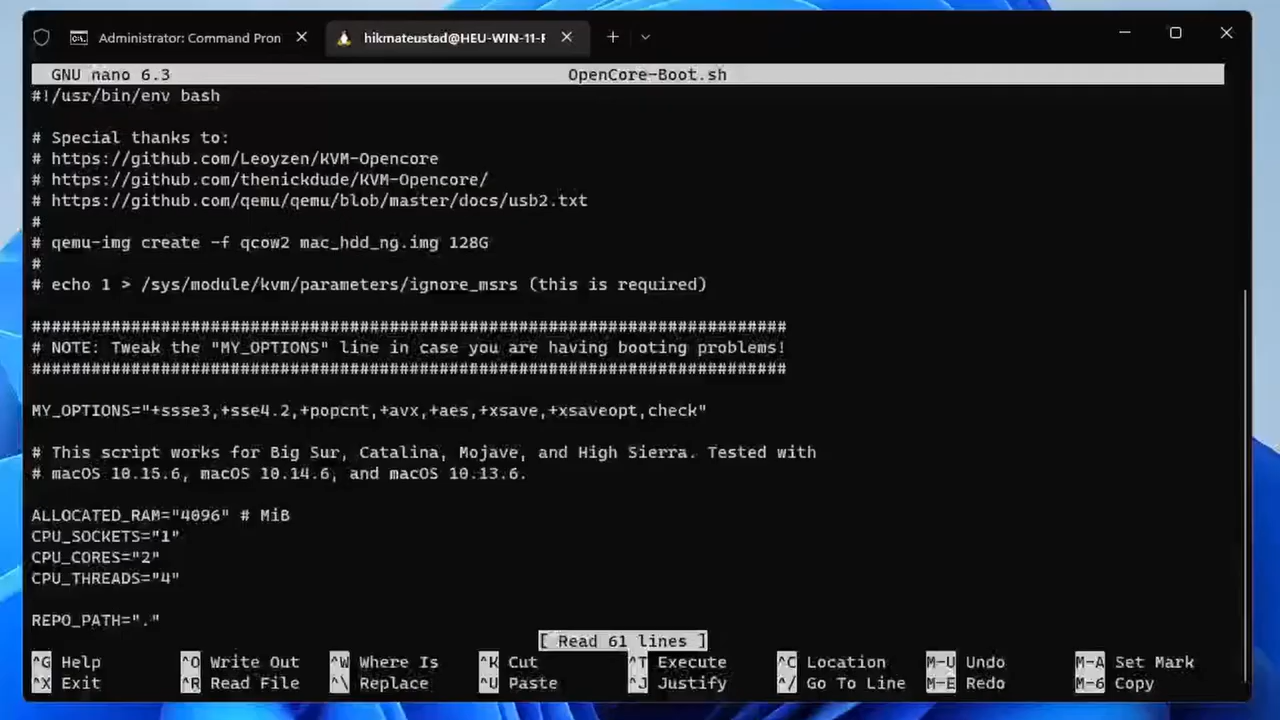 Administrator: Command Pron
hikmateustad@HEU-WIN-11-F
GNU nano 6.3 OpenCore-Boot.sh
#!/usr/bin/env bash
# Special thanks to:
# https://github.com/Leoyzen/KVM-Opencore
# https://github.com/thenickdude/KVM-Opencore/
# https://github.com/qemu/qemu/blob/master/docs/usb2.txt
#
# qemu-img create -f qcow2 mac_hdd_ng.img 128G
#
# echo 1 > /sys/module/kvm/parameters/ignore_msrs (this is required)
############################################################################
# NOTE: Tweak the "MY_OPTIONS" line in case you are having booting problems!
############################################################################
MY_OPTIONS="+ssse3,+sse4.2,+popcnt,+avx,+aes,+xsave,+xsaveopt,check"
# This script works for Big Sur, Catalina, Mojave, and High Sierra. Tested with
# macOS 10.15.6, macOS 10.14.6, and macOS 10.13.6.
ALLOCATED_RAM="4096" # MiB
CPU_SOCKETS="1"
CPU_CORES="2"
CPU_THREADS="4"
REPO_PATH="."
[ Read 61 lines ]
^G Help ^O Write Out ^W Where Is ^K Cut ^T Execute ^C Location M-U Undo M-A Set Mark
^X Exit ^R Read File ^\ Replace ^U Paste ^J Justify ^/ Go To Line M-E Redo M-6 Copy